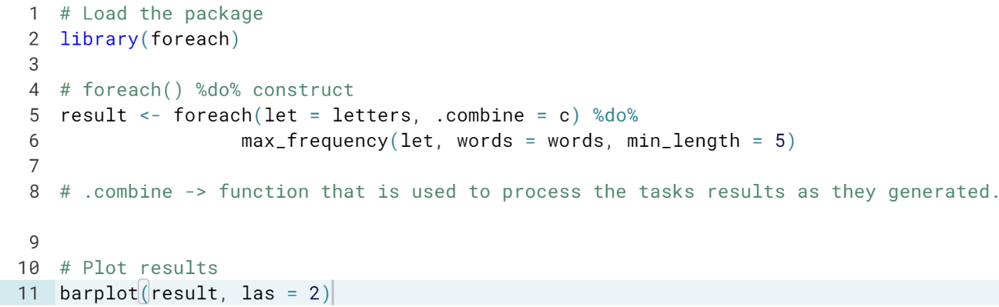 1 # Load the package
2 library(foreach)
3
4 # foreach() %do% construct
5 result <- foreach(let = letters, .combine = c) %do%
6 max_frequency(let, words = words, min_length = 5)
7
8 # .combine -> function that is used to process the tasks results as they generated.
9
10 # Plot results
11 barplot(result, las = 2)